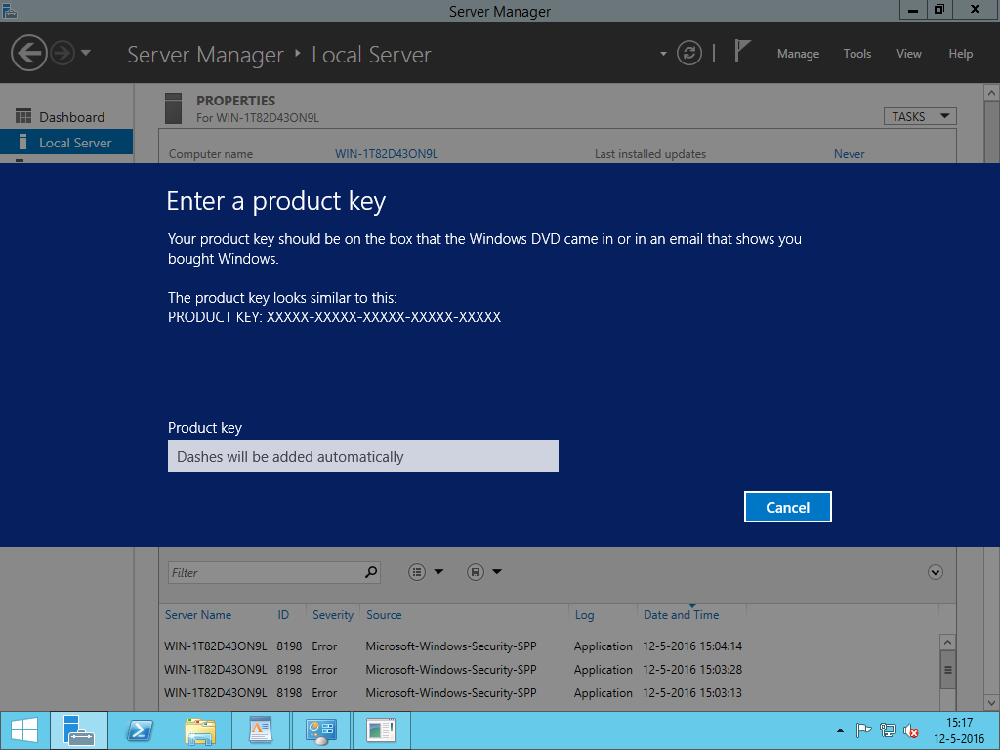 Server Manager
Server Manager ‣ Local Server
Manage Tools View Help
Dashboard
Local Server
PROPERTIES
For WIN-1T82D43ON9L
TASKS
Computer name WIN-1T82D43ON9L Last installed updates Never
Enter a product key
Your product key should be on the box that the Windows DVD came in or in an email that shows you
bought Windows.
The product key looks similar to this:
PRODUCT KEY: XXXXX-XXXXX-XXXXX-XXXXX-XXXXX
Product key
Dashes will be added automatically
Cancel
Filter
Server Name ID Severity Source Log Date and Time
WIN-1T82D43ON9L 8198 Error Microsoft-Windows-Security-SPP Application 12-5-2016 15:04:14
WIN-1T82D43ON9L 8198 Error Microsoft-Windows-Security-SPP Application 12-5-2016 15:03:28
WIN-1T82D43ON9L 8198 Error Microsoft-Windows-Security-SPP Application 12-5-2016 15:03:13
15:17
12-5-2016